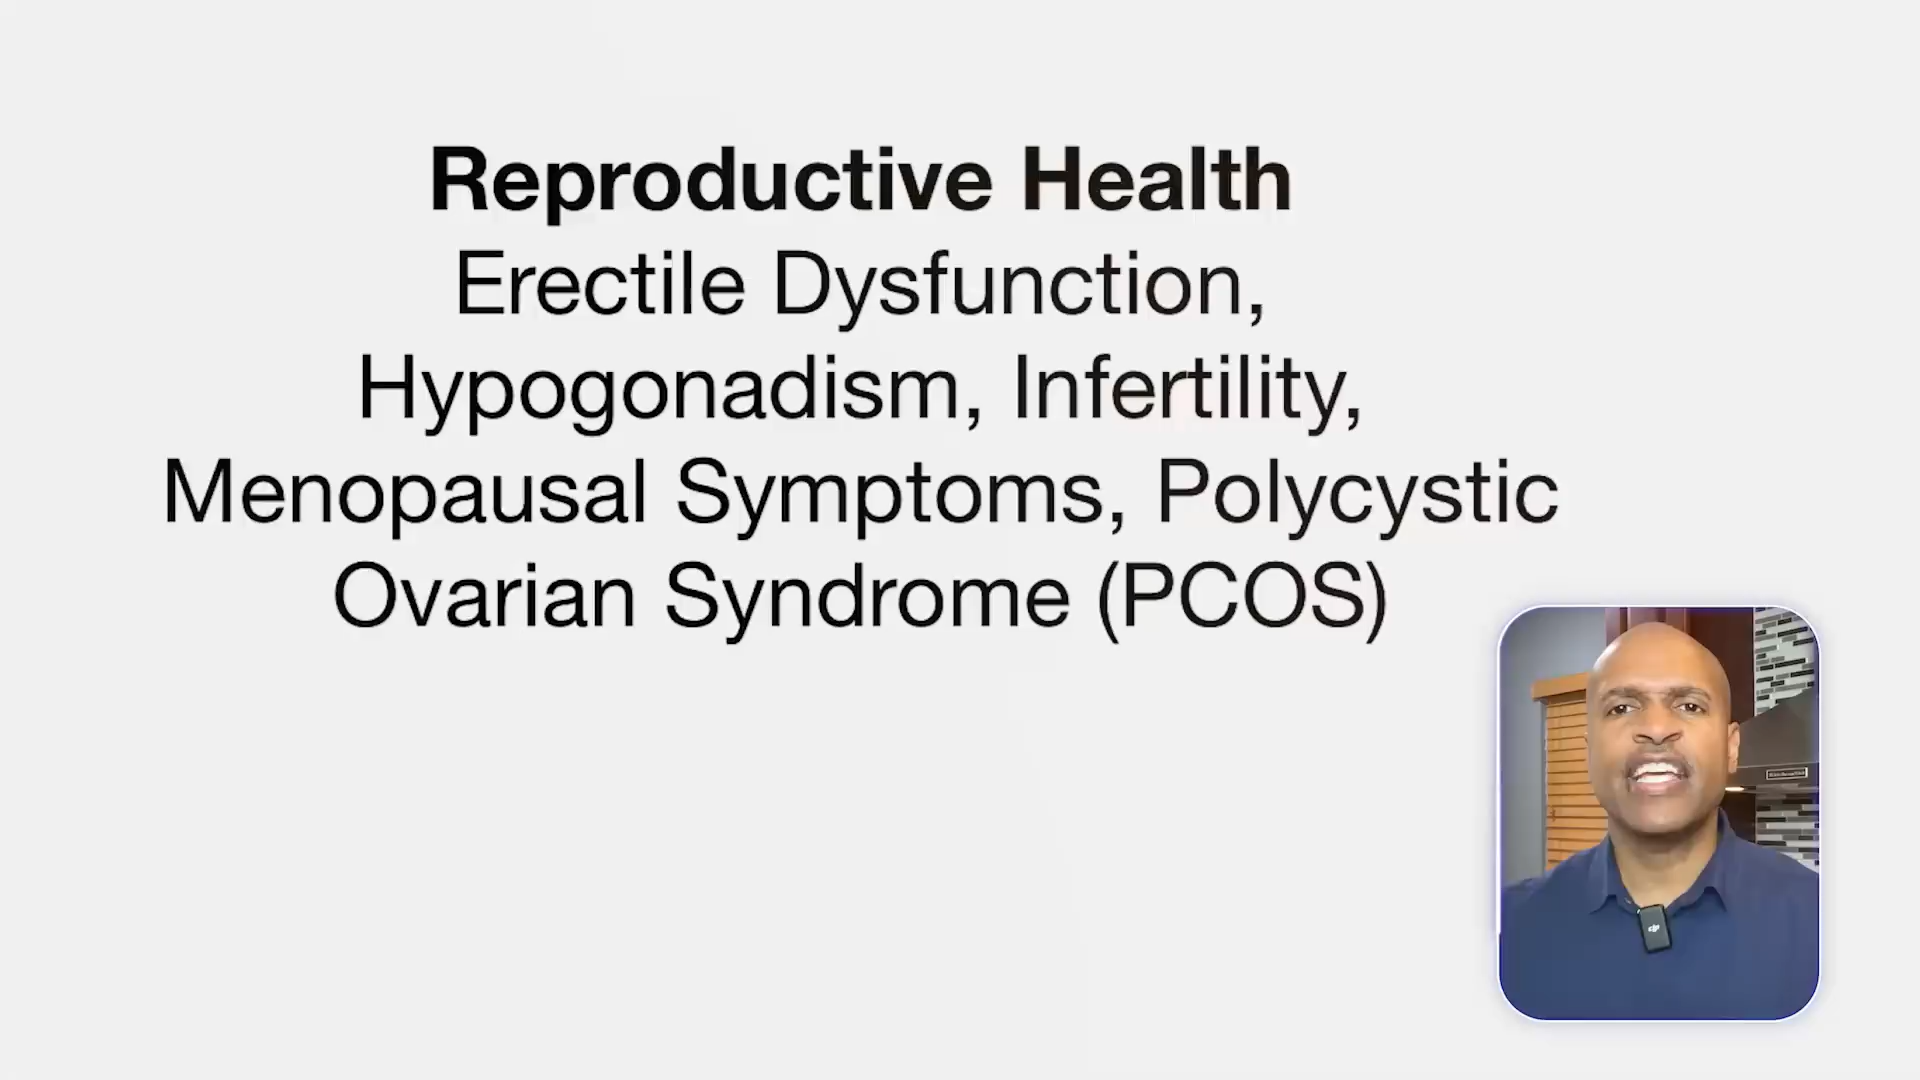 Reproductive Health
Erectile Dysfunction,
Hypogonadism, Infertility,
Menopausal Symptoms, Polycystic
Ovarian Syndrome (PCOS)